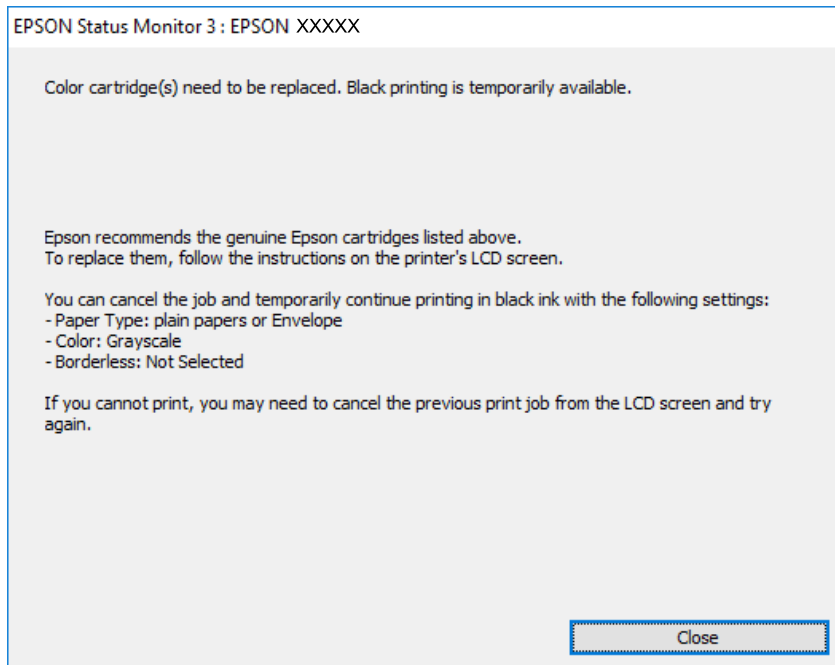 EPSON Status Monitor 3 : EPSON XXXXX
Color cartridge(s) need to be replaced. Black printing is temporarily available.
Epson recommends the genuine Epson cartridges listed above.
To replace them, follow the instructions on the printer's LCD screen.
You can cancel the job and temporarily continue printing in black ink with the following settings:
- Paper Type: plain papers or Envelope
- Color: Grayscale
- Borderless: Not Selected
If you cannot print, you may need to cancel the previous print job from the LCD screen and try
again.
Close